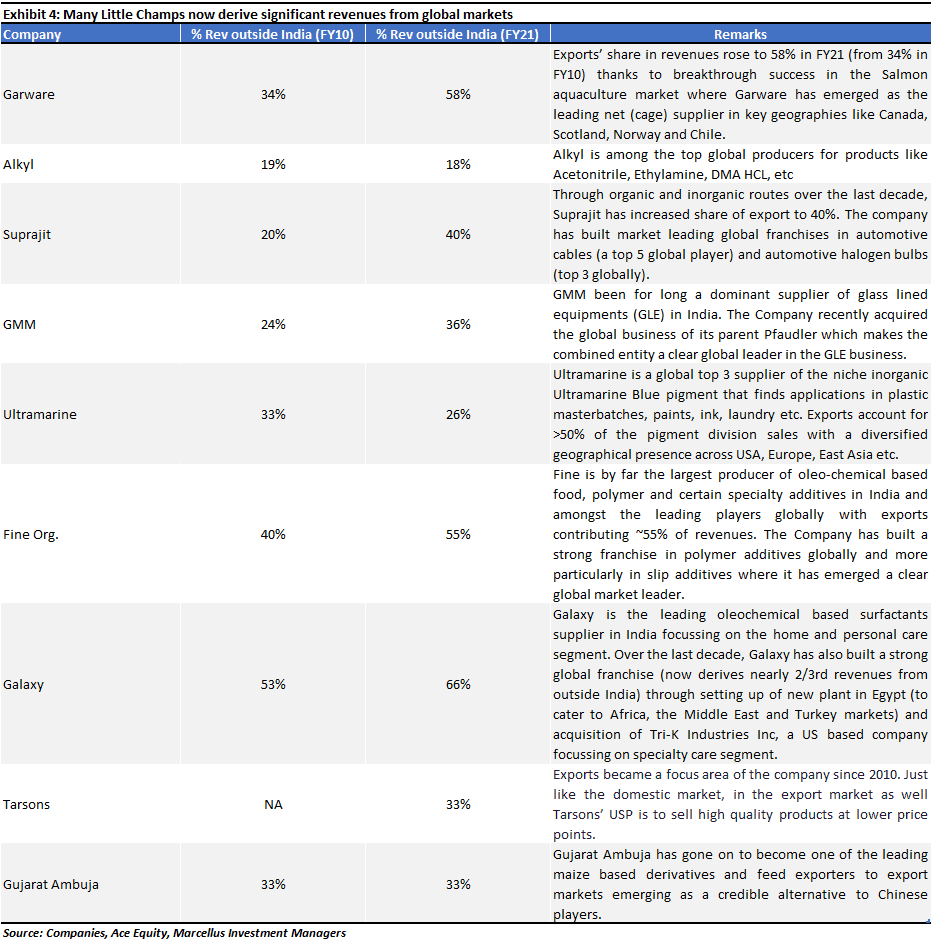 Exhibit 4: Many Little Champs now derive significant revenues from global markets
Company % Rev outside India (FY10) % Rev outside India (FY21) Remarks
Garware 34% 58%
Exports' share in revenues rose to 58% in FY21 (from 34% in
FY10) thanks to breakthrough success in the Salmon
aquaculture market where Garware has emerged as the
leading net (cage) supplier in key geographies like Canada,
Scotland, Norway and Chile.
Alkyl 19% 18%
Alkyl is among the top global producers for products like
Acetonitrile, Ethylamine, DMA HCL, etc
Suprajit 20% 40%
Through organic and inorganic routes over the last decade,
Suprajit has increased share of export to 40%. The company
has built market leading global franchises in automotive
cables (a top 5 global player) and automotive halogen bulbs
(top 3 globally).
GMM 24% 36%
GMM been for long a dominant supplier of glass lined
equipments (GLE) in India. The Company recently acquired
the global business of its parent Pfaudler which makes the
combined entity a clear global leader in the GLE business.
Ultramarine 33% 26%
Ultramarine is a global top 3 supplier of the niche inorganic
Ultramarine Blue pigment that finds applications in plastic
masterbatches, paints, ink, laundry etc. Exports account for
>50% of the pigment division sales with a diversified
geographical presence across USA, Europe, East Asia etc.
Fine Org. 40% 55%
Fine is by far the largest producer of oleo-chemical based
food, polymer and certain specialty additives in India and
amongst the leading players globally with exports
contributing ~55% of revenues. The Company has built a
strong franchise in polymer additives globally and more
particularly in slip additives where it has emerged a clear
global market leader.
Galaxy 53% 66%
Galaxy is the leading oleochemical based surfactants
supplier in India focussing on the home and personal care
segment. Over the last decade, Galaxy has also built a strong
global franchise (now derives nearly 2/3rd revenues from
outside India) through setting up of new plant in Egypt (to
cater to Africa, the Middle East and Turkey markets) and
acquisition of Tri-K Industries Inc, a US based company
focussing on specialty care segment.
Tarsons NA 33%
Exports became a focus area of the company since 2010. Just
like the domestic market, in the export market as well
Tarsons' USP is to sell high quality products at lower price
points.
Gujarat Ambuja 33% 33%
Gujarat Ambuja has gone on to become one of the leading
maize based derivatives and feed exporters to export
markets emerging as a credible alternative to Chinese
players.
Source: Companies, Ace Equity, Marcellus Investment Managers